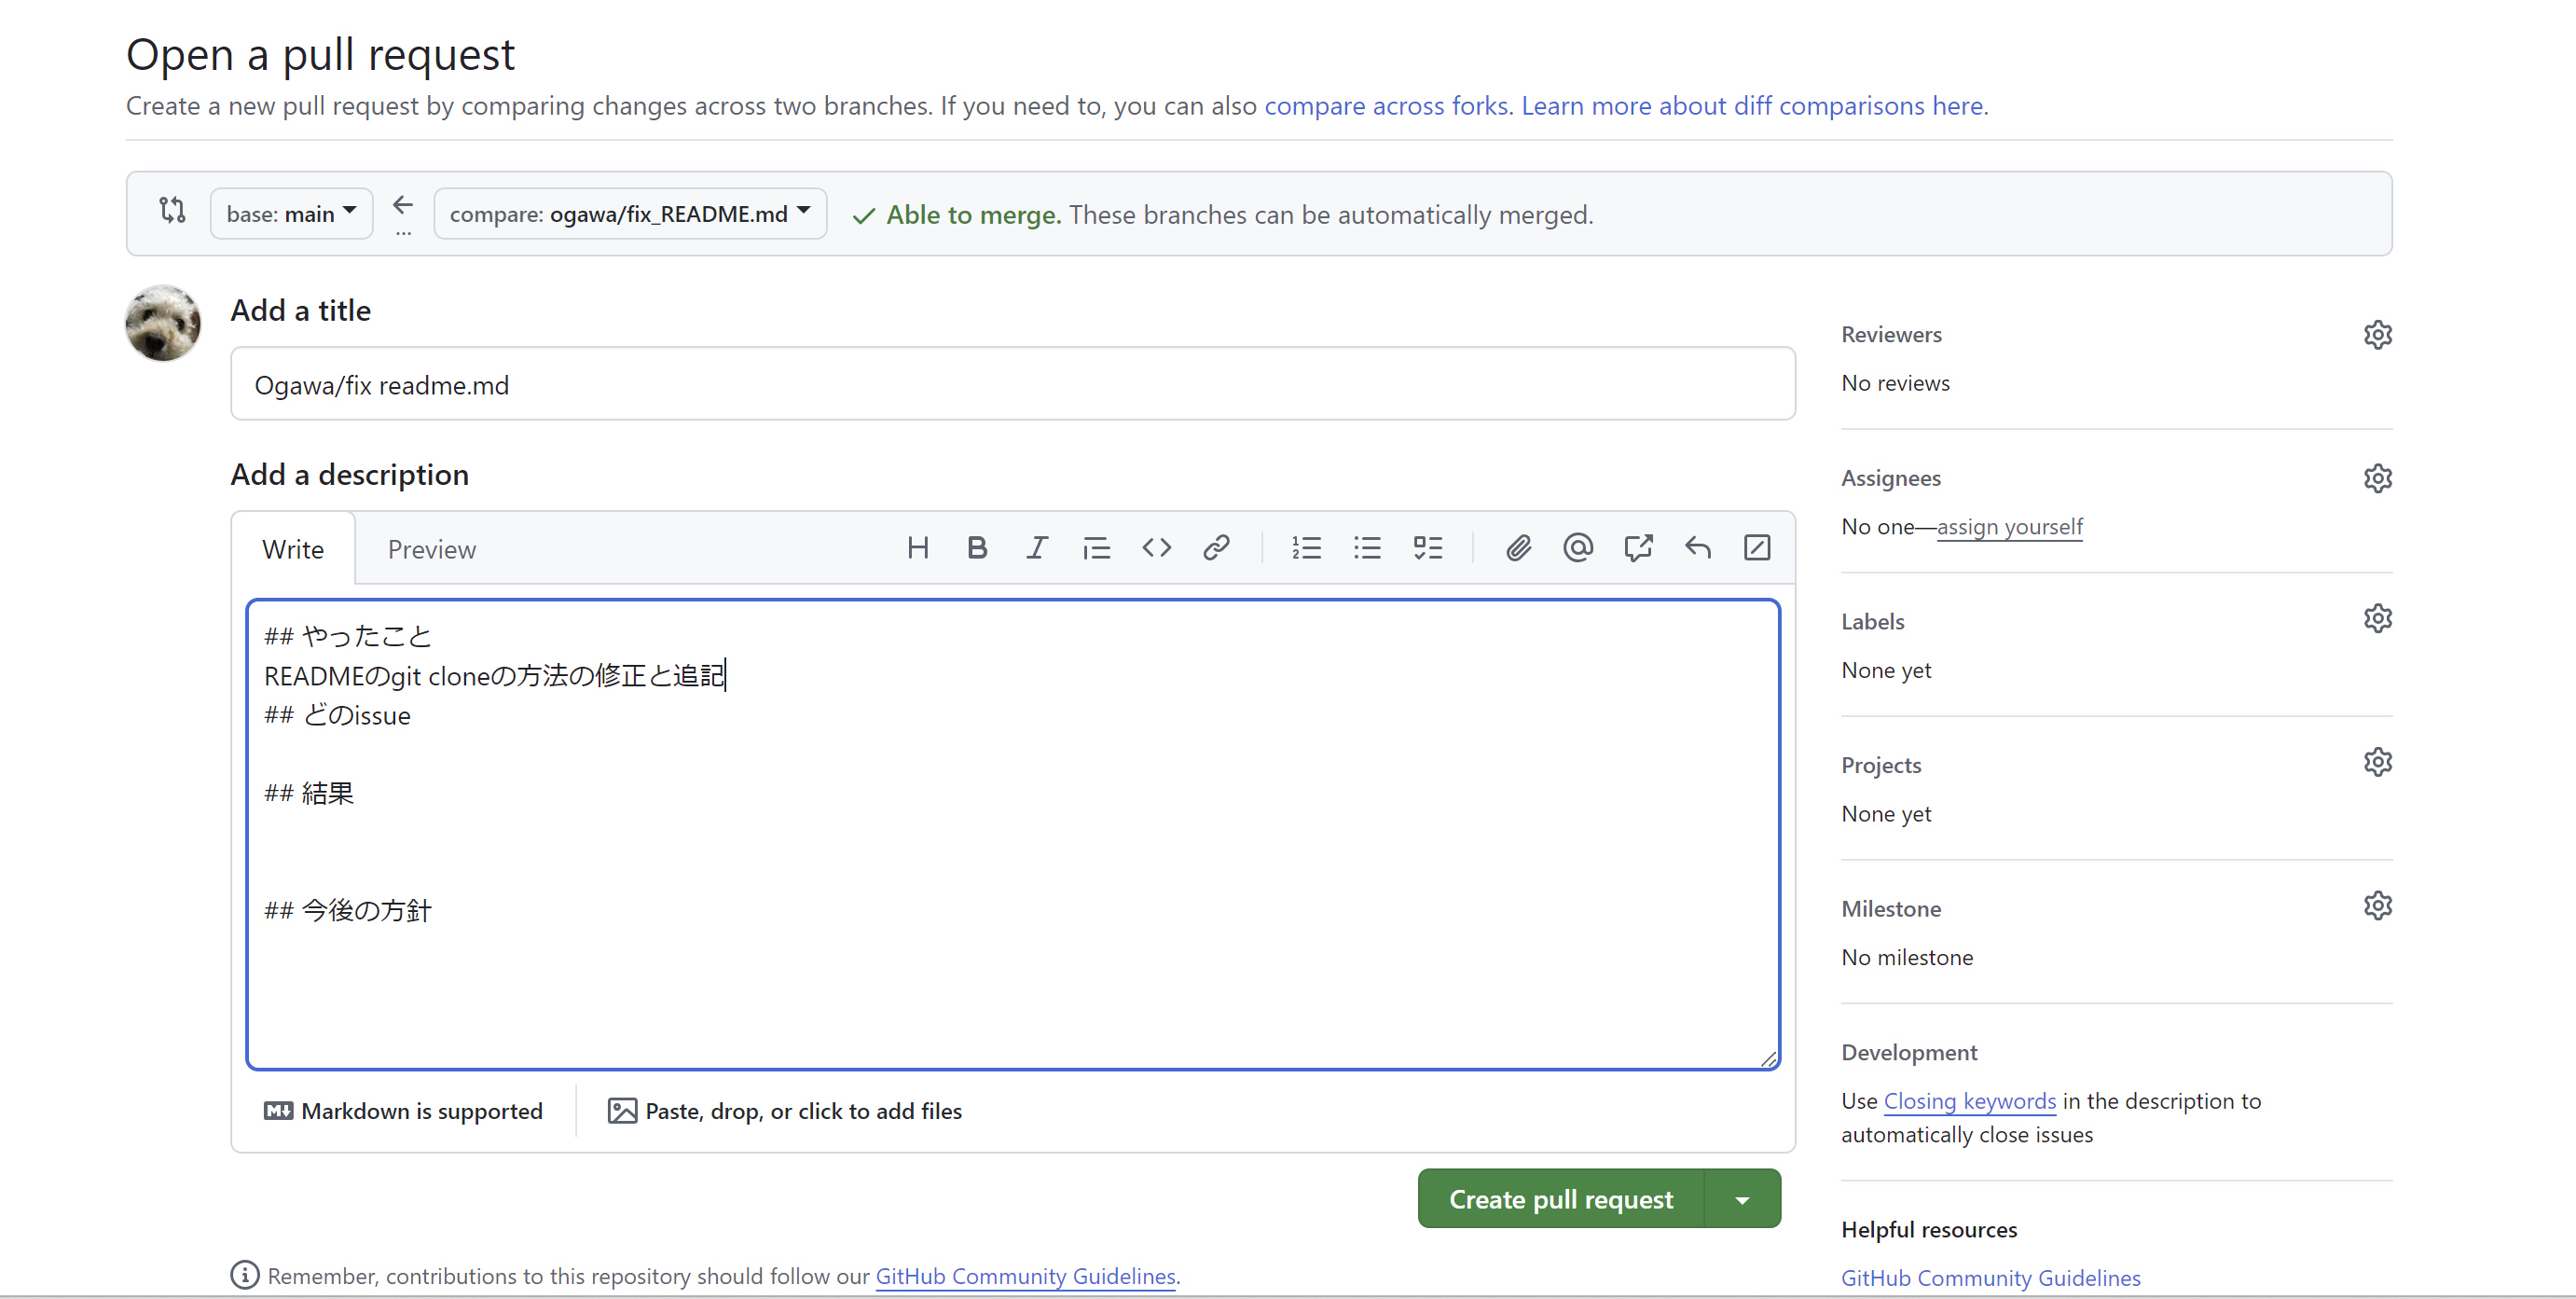 Open a pull request
Create a new pull request by comparing changes across two branches. If you need to, you can also compare across forks. Learn more about diff comparisons here.
base: main
...
compare: ogawa/fix_README.md
Able to merge. These branches can be automatically merged.
Add a title
Ogawa/fix readme.md
Add a description
Write
Preview
## やったこと
READMEのgit cloneの方法の修正と追記
## どのissue
## 結果
## 今後の方針
Markdown is supported
Paste, drop, or click to add files
Create pull request
Remember, contributions to this repository should follow our GitHub Community Guidelines.
Reviewers
No reviews
Assignees
No one—assign yourself
Labels
None yet
Projects
None yet
Milestone
No milestone
Development
Use Closing keywords in the description to
automatically close issues
Helpful resources
GitHub Community Guidelines